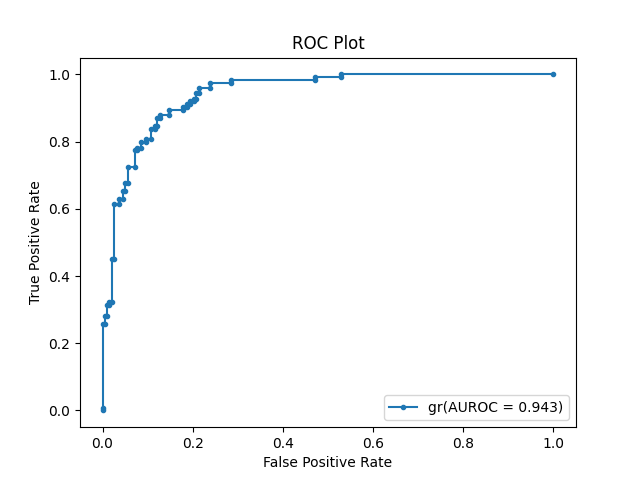 ROC Plot
True Positive Rate
1.0
0.8
0.6
0.4
0.2
0.0
gr(AUROC = 0.943)
0.0 0.2 0.4 0.6 0.8 1.0
False Positive Rate